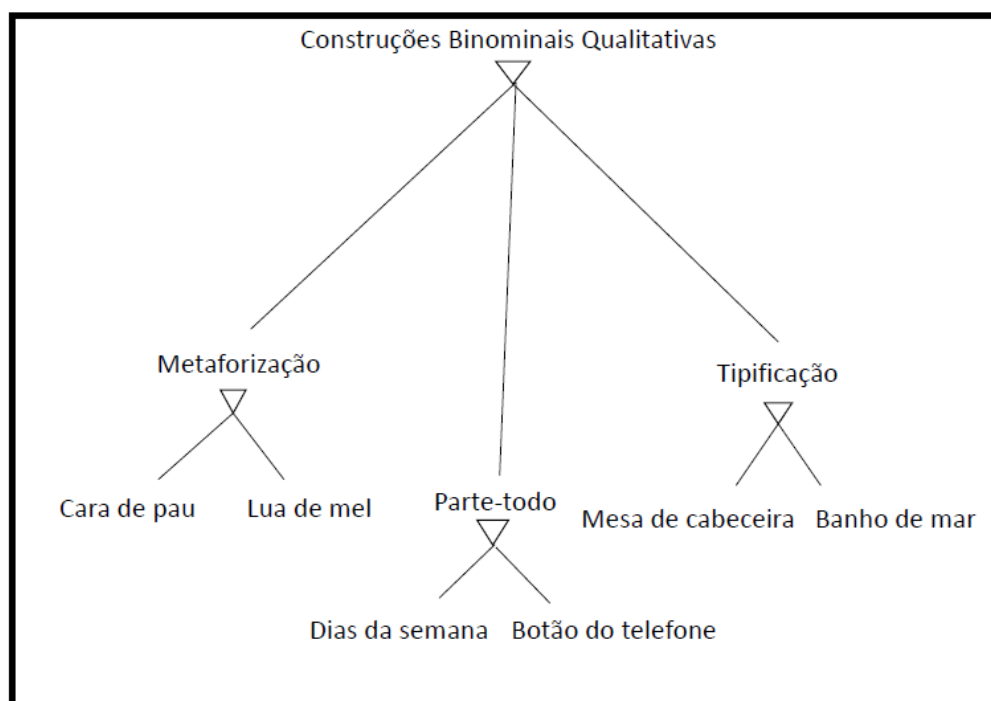 Construções Binominais Qualitativas
Metaforização
Tipificação
Cara de pau
Lua de mel
Parte-todo
Mesa de cabeceira
Banho de mar
Dias da semana
Botão do telefone